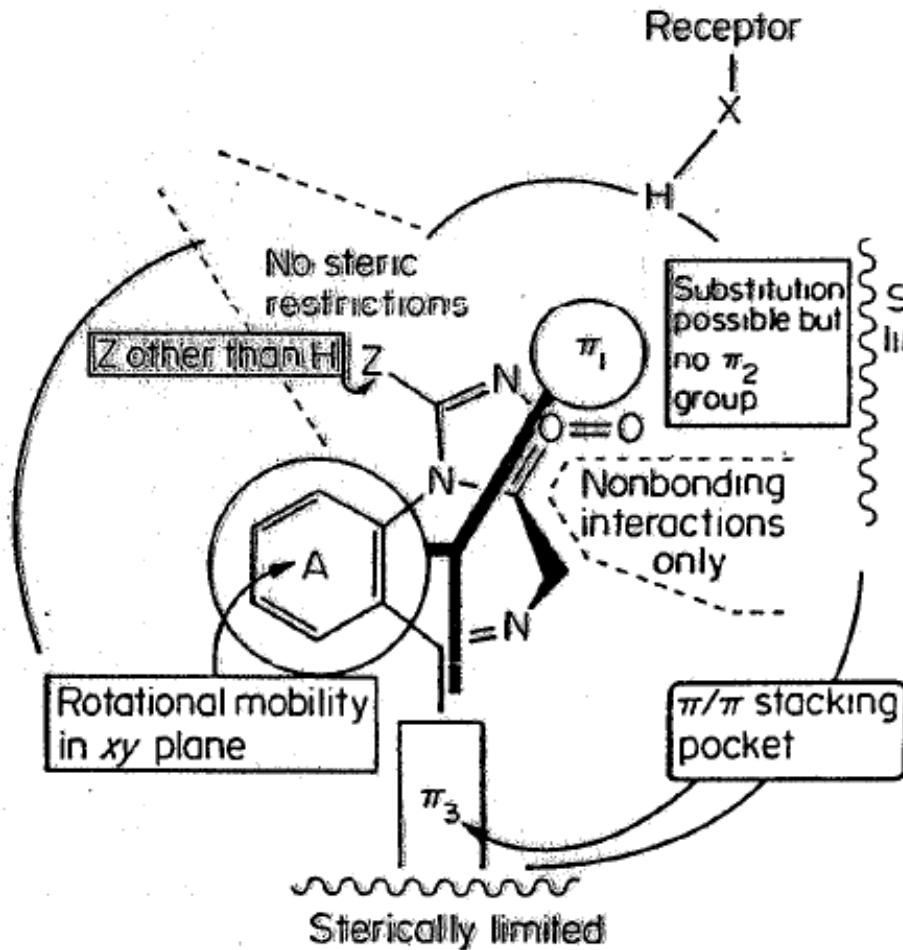 Receptor
X
H
No steric
restrictions
Z other than H
Z
N
π₁
Substitution
possible but
no π₂
group
S
O=O
N
Nonbonding
interactions
only
A
=N
Rotational mobility
in xy plane
π/π stacking
pocket
π₃
Sterically limited